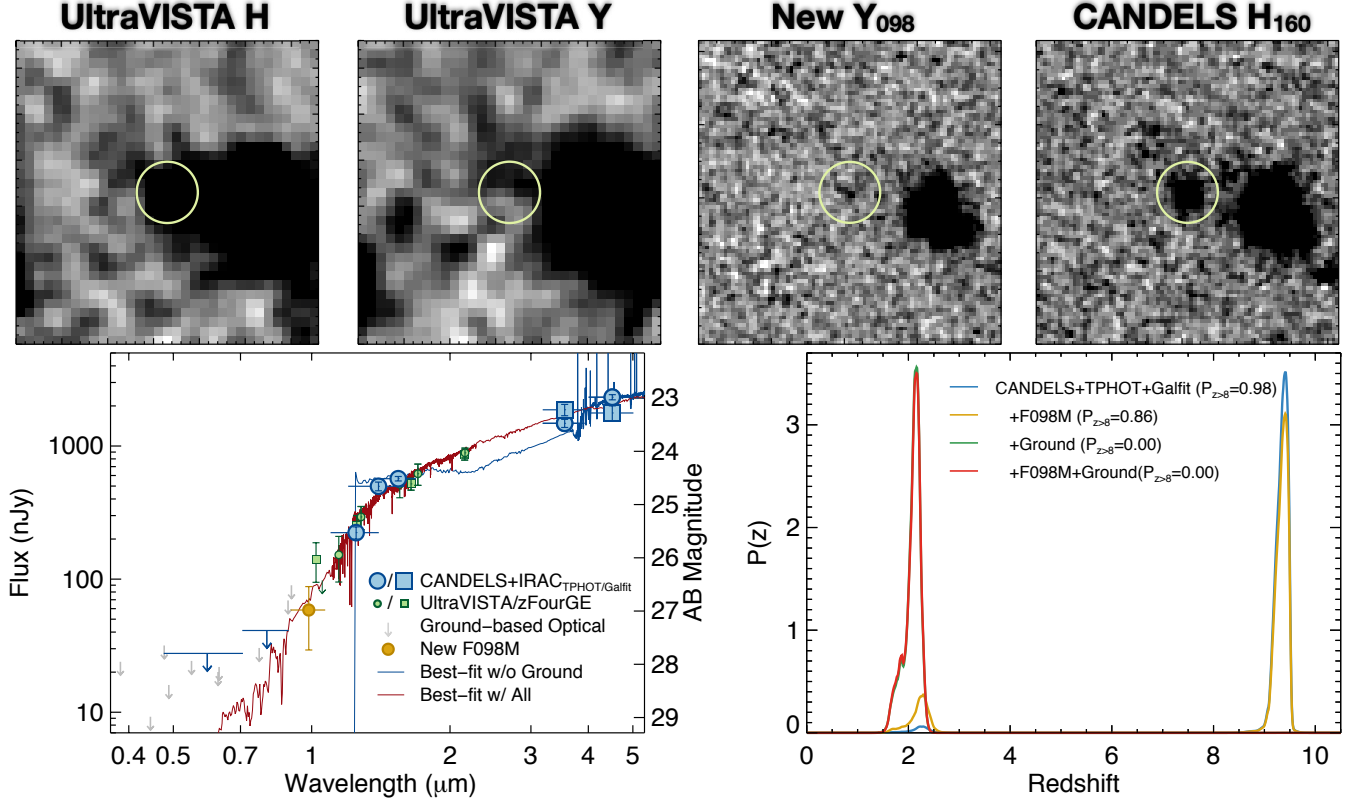 UltraVISTA H
UltraVISTA Y
New Y098
CANDELS H160
Flux (nJy)
1000
100
10
23
24
25
26
27
28
29
AB Magnitude
CANDELS+IRAC TPHOT/Galfit
UltraVISTA/zFourGE
Ground−based Optical
New F098M
Best−fit w/o Ground
Best−fit w/ All
0.4 0.5 0.7 1 2 3 4 5
Wavelength (μm)
P(z)
3
2
1
0
CANDELS+TPHOT+Galfit (Pz>8=0.98)
+F098M (Pz>8=0.86)
+Ground (Pz>8=0.00)
+F098M+Ground(Pz>8=0.00)
0 2 4 6 8 10
Redshift